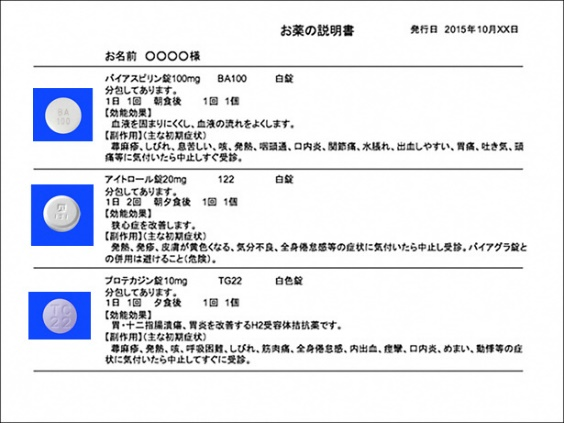 お薬の説明書
発行日 2015年10月XX日
お名前 〇〇〇〇様
バイアスピリン錠100mg BA100 白錠
分包してあります。
1日 1回 朝食後 1回 1個
【効能効果】
血液を固まりにくくし、血液の流れをよくします。
【副作用】(主な初期症状)
蕁麻疹、しびれ、息苦しい、咳、発熱、咽頭通、口内炎、関節痛、水膨れ、出血しやすい、胃痛、吐き気、頭
痛等に気付いたら中止しすぐ受診。
BA
100
アイトロール錠20mg 122 白錠
分包してあります。
1日 2回 朝夕食後 1回 1個
【効能効果】
狭心症を改善します。
【副作用】(主な初期症状)
発熱、発疹、皮膚が黄色くなる、気分不良、全身倦怠感等の症状に気付いたら中止し受診。バイアグラ錠と
の併用は避けること(危険)。
プロテカジン錠10mg TG22 白色錠
分包してあります。
1日 1回 夕食後 1回 1個
【効能効果】
胃・十二指腸潰瘍、胃炎を改善するH2受容体拮抗薬です。
【副作用】(主な初期症状)
蕁麻疹、発熱、咳、呼吸困難、しびれ、筋肉痛、全身倦怠感、内出血、痙攣、口内炎、めまい、動悸等の症
状に気付いたら中止してすぐに受診。
TC
22